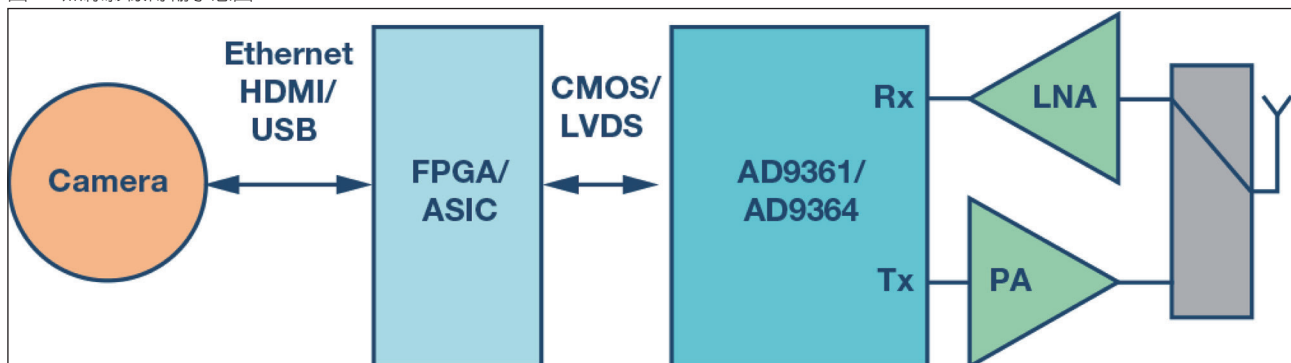 Camera
Ethernet
HDMI/
USB
FPGA/
ASIC
CMOS/
LVDS
AD9361/
AD9364
Rx
Tx
LNA
PA